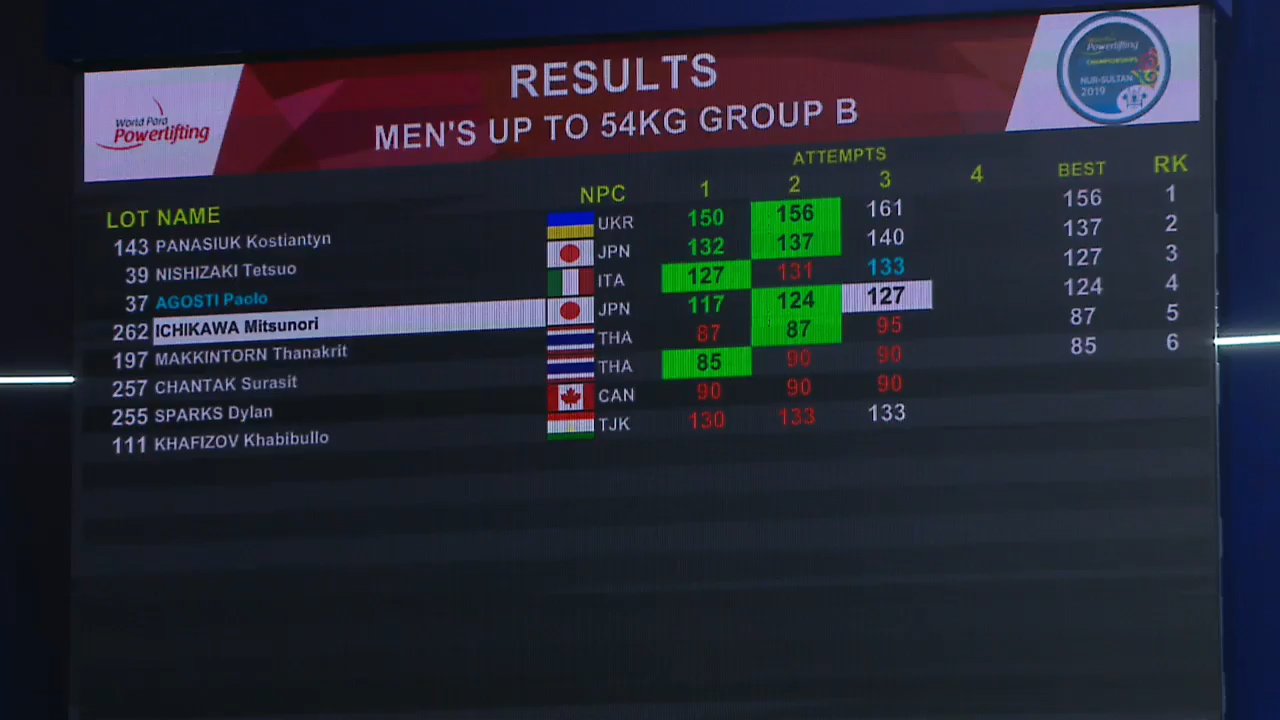 World Para
Powerlifting
RESULTS
MEN'S UP TO 54KG GROUP B
Powerlifting
CHAMPIONSHIPS
NUR-SULTAN
2019
ATTEMPTS
LOT NAME NPC 1 2 3 4 BEST RK
143 PANASIUK Kostiantyn UKR 150 156 161 156 1
39 NISHIZAKI Tetsuo JPN 132 137 140 137 2
37 AGOSTI Paolo ITA 127 131 133 127 3
262 ICHIKAWA Mitsunori JPN 117 124 127 124 4
197 MAKKINTORN Thanakrit THA 87 87 95 87 5
257 CHANTAK Surasit THA 85 90 90 85 6
255 SPARKS Dylan CAN 90 90 90
111 KHAFIZOV Khabibullo TJK 130 133 133